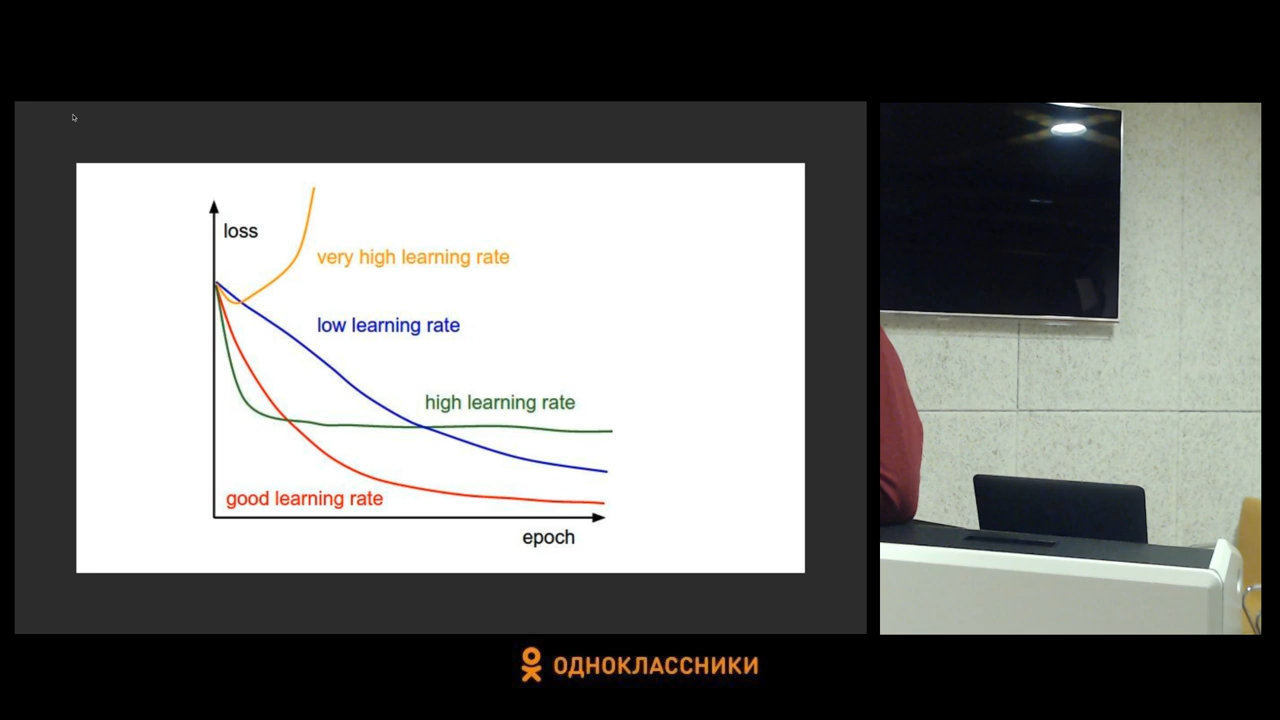 loss
very high learning rate
low learning rate
high learning rate
good learning rate
epoch
ОДНОКЛАССНИКИ